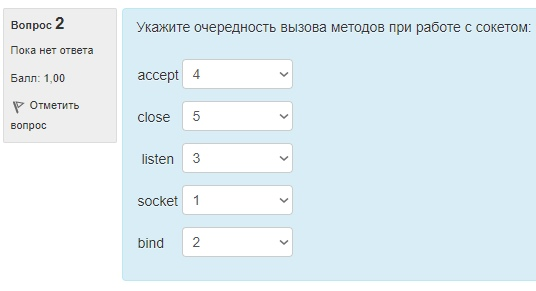 Вопрос 2
Пока нет ответа
Балл: 1,00
Отметить
вопрос
Укажите очередность вызова методов при работе с сокетом:
accept 4
close 5
listen 3
socket 1
bind 2